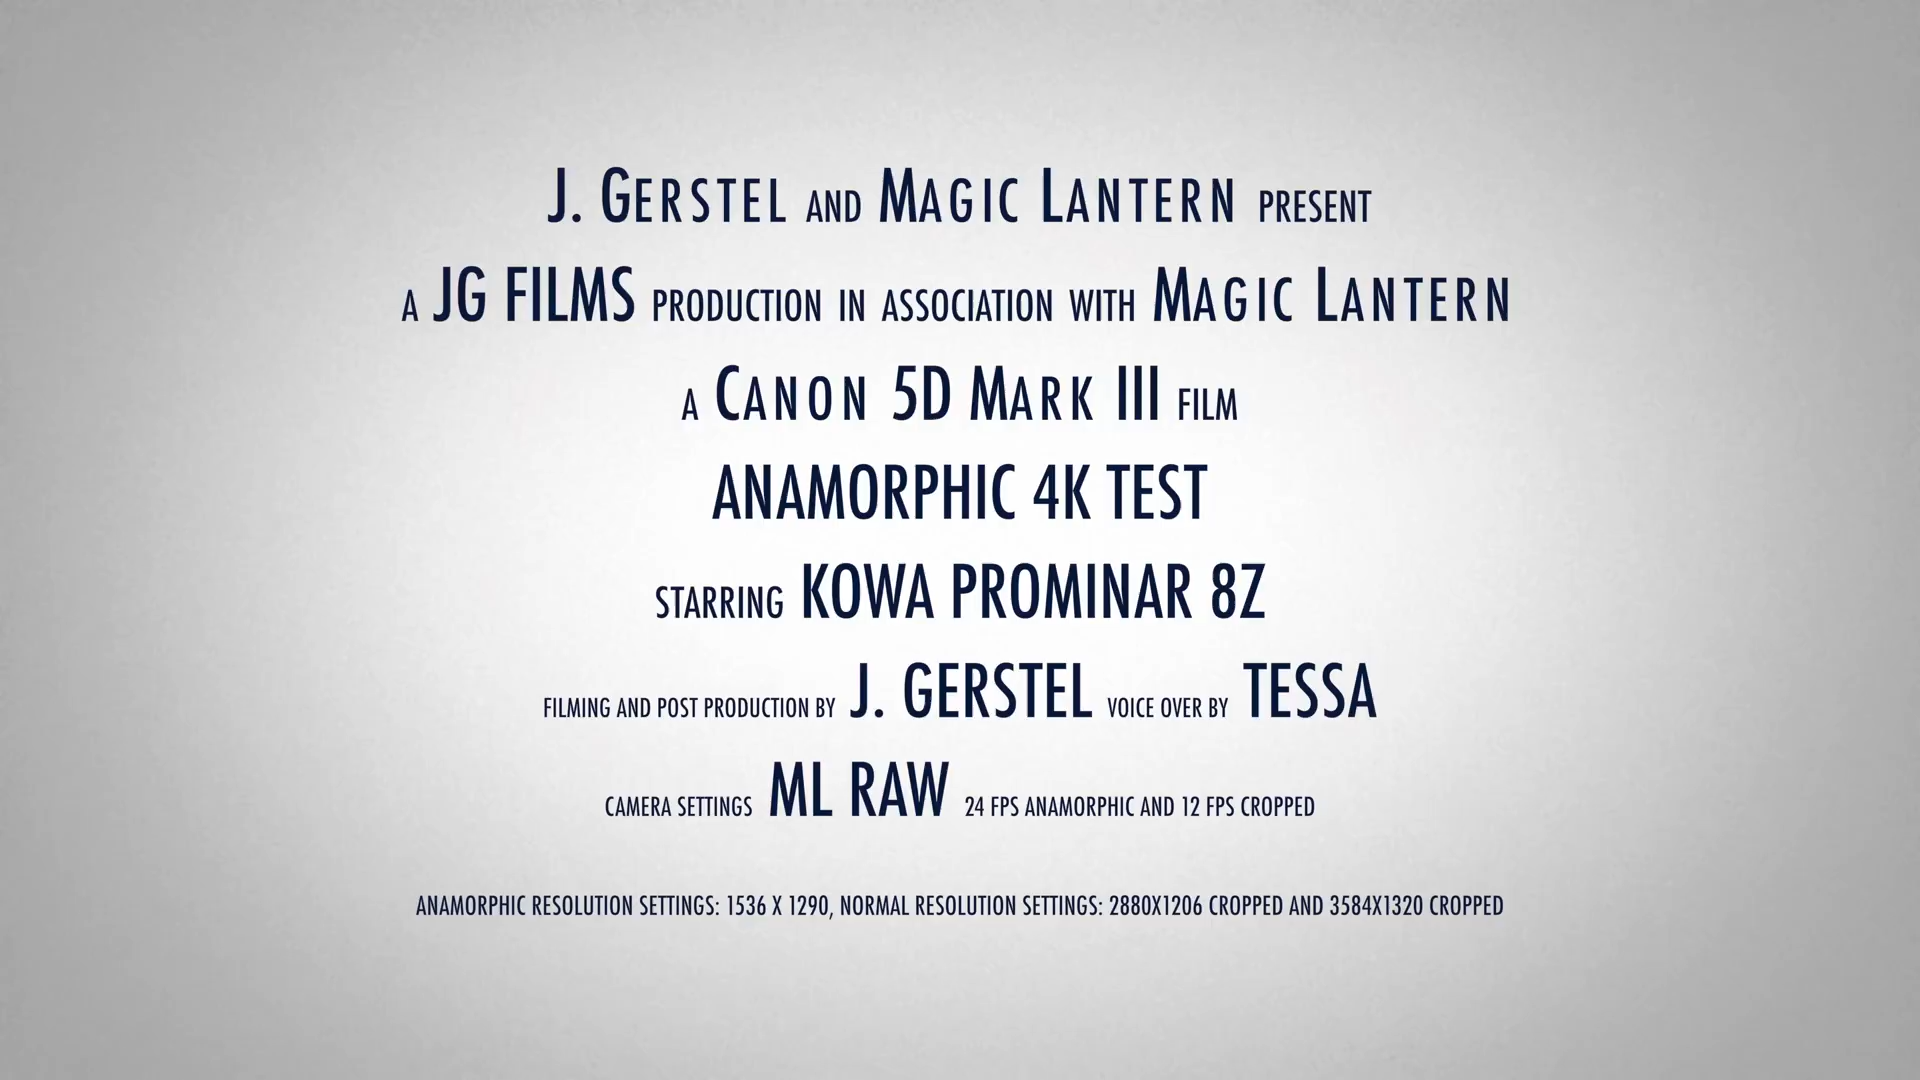 J. GERSTEL AND MAGIC LANTERN PRESENT
A JG FILMS PRODUCTION IN ASSOCIATION WITH MAGIC LANTERN
A CANON 5D MARK III FILM
ANAMORPHIC 4K TEST
STARRING KOWA PROMINAR 8Z
FILMING AND POST PRODUCTION BY J. GERSTEL VOICE OVER BY TESSA
CAMERA SETTINGS ML RAW 24 FPS ANAMORPHIC AND 12 FPS CROPPED
ANAMORPHIC RESOLUTION SETTINGS: 1536 X 1290, NORMAL RESOLUTION SETTINGS: 2880X1206 CROPPED AND 3584X1320 CROPPED